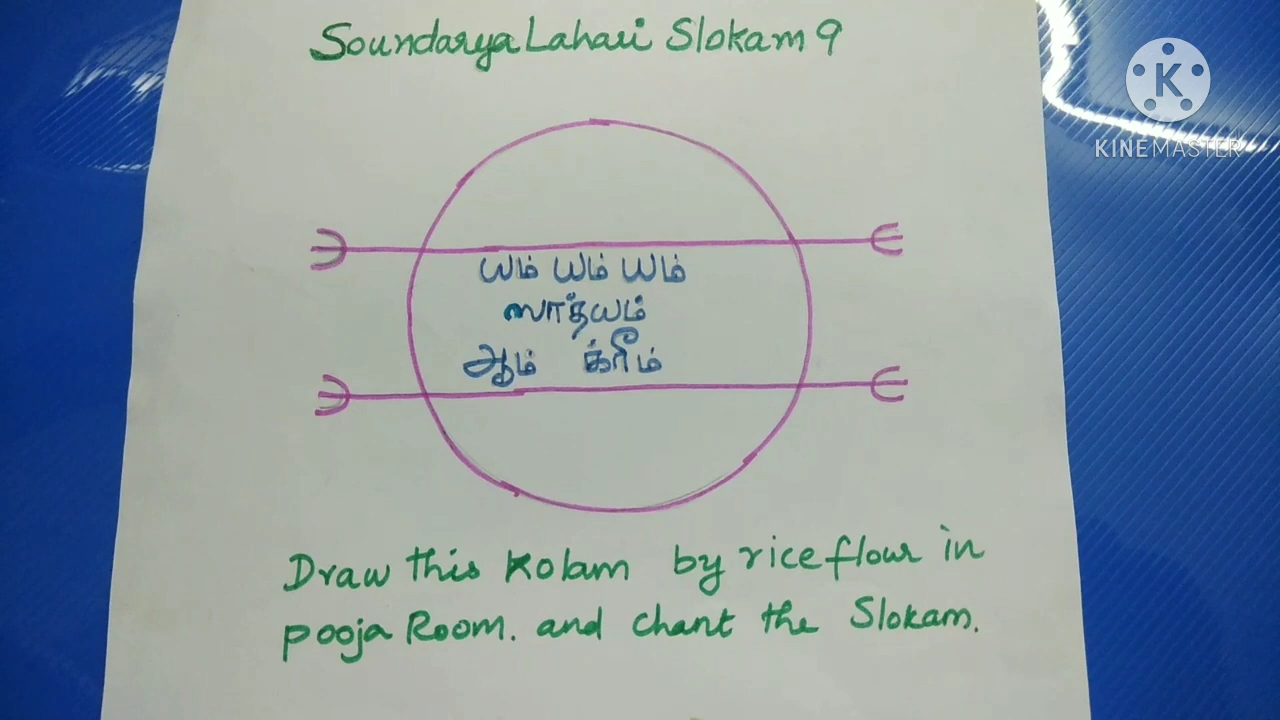 Soundarya Lahari Slokam 9
K
KINEMASTER
யம் யம் யம்
ஸாத்யம்
ஆம் க்ரீம்
Draw this Kolam by rice flour in
pooja Room. and chant the Slokam.